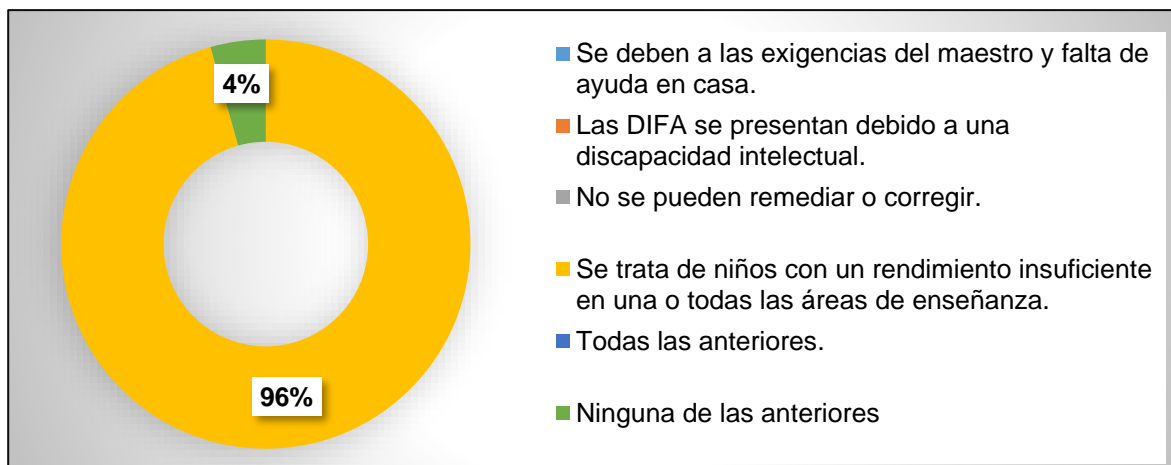 4%
96%
Se deben a las exigencias del maestro y falta de
ayuda en casa.
Las DIFA se presentan debido a una
discapacidad intelectual.
No se pueden remediar o corregir.
Se trata de niños con un rendimiento insuficiente
en una o todas las áreas de enseñanza.
Todas las anteriores.
Ninguna de las anteriores